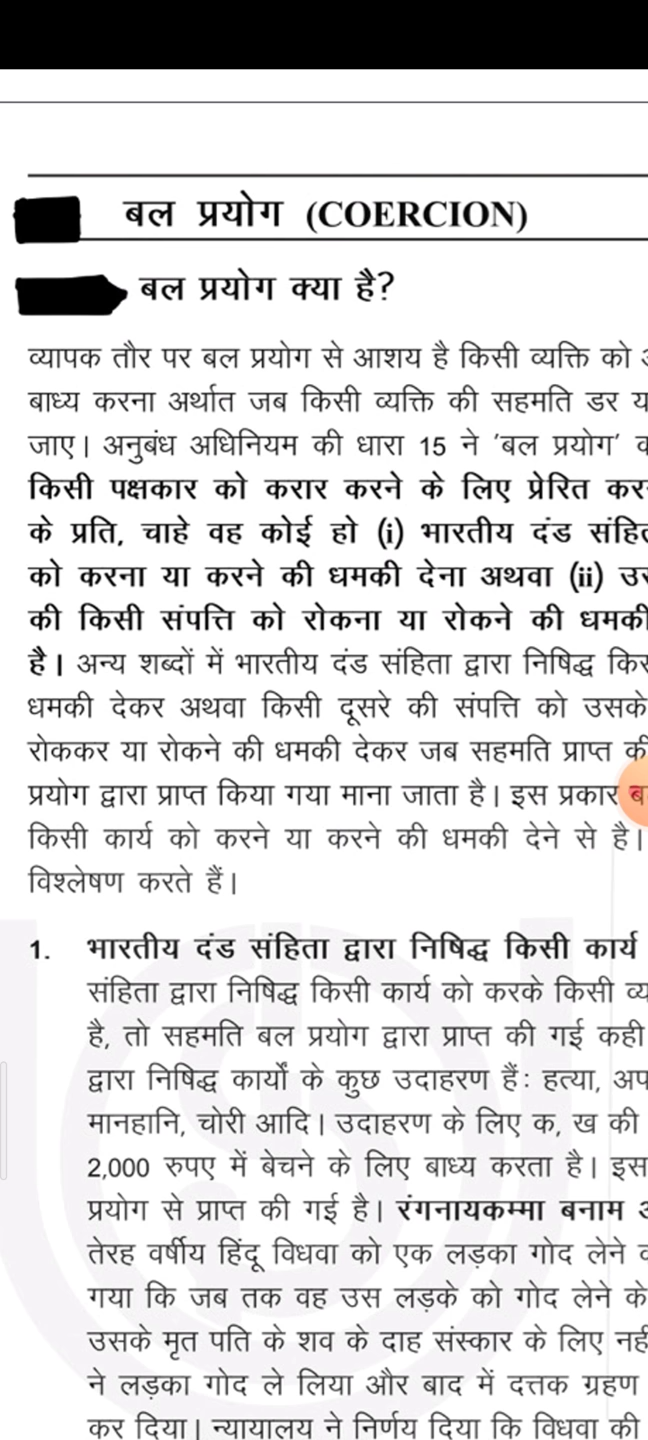 बल प्रयोग (COERCION)
बल प्रयोग क्या है?
व्यापक तौर पर बल प्रयोग से आशय है किसी व्यक्ति को
बाध्य करना अर्थात जब किसी व्यक्ति की सहमति डर
जाए। अनुबंध अधिनियम की धारा 15 ने 'बल प्रयोग'
किसी पक्षकार को करार करने के लिए प्रेरित
के प्रति, चाहे वह कोई हो (i) भारतीय दंड
को करना या करने की धमकी देना अथवा (ii)
की किसी संपत्ति को रोकना या रोकने की धमकी
है। अन्य शब्दों में भारतीय दंड संहिता द्वारा निषिद्ध
धमकी देकर अथवा किसी दूसरे की संपत्ति को उसके
रोककर या रोकने की धमकी देकर जब सहमति प्राप्त की
प्रयोग द्वारा प्राप्त किया गया माना जाता है। इस प्रकार
किसी कार्य को करने या करने की धमकी देने से है।
विश्लेषण करते हैं।
1. भारतीय दंड संहिता द्वारा निषिद्ध किसी कार्य
संहिता द्वारा निषिद्ध किसी कार्य को करके किसी
है, तो सहमति बल प्रयोग द्वारा प्राप्त की गई कही
द्वारा निषिद्ध कार्यों के कुछ उदाहरण हैं: हत्या,
मानहानि, चोरी आदि। उदाहरण के लिए क, ख की
2,000 रुपए में बेचने के लिए बाध्य करता है। इस
प्रयोग से प्राप्त की गई है। रंगनायकम्मा बनाम
तेरह वर्षीय हिंदू विधवा को एक लड़का गोद लेने
गया कि जब तक वह उस लड़के को गोद लेने के
उसके मृत पति के शव के दाह संस्कार के लिए
ने लड़का गोद ले लिया और बाद में दत्तक ग्रहण
कर दिया। न्यायालय ने निर्णय दिया कि विधवा की